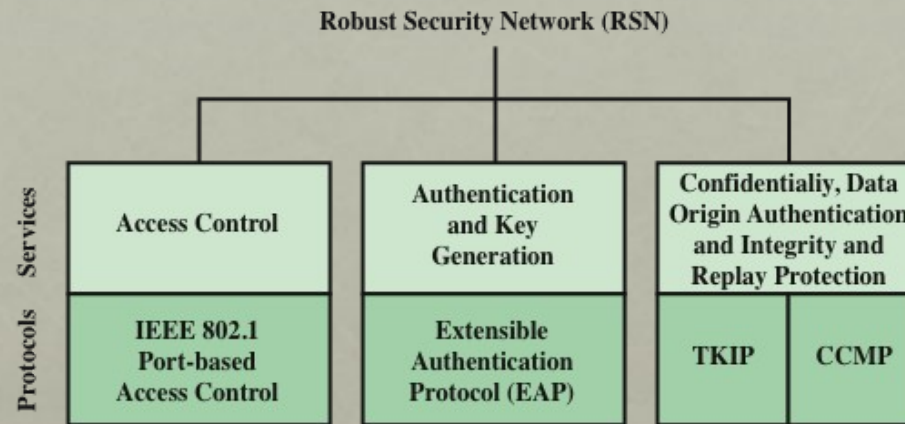 Robust Security Network (RSN)
Services
Access Control
Authentication
and Key
Generation
Confidentialiy, Data
Origin Authentication
and Integrity and
Replay Protection
Protocols
IEEE 802.1
Port-based
Access Control
Extensible
Authentication
Protocol (EAP)
TKIP
CCMP